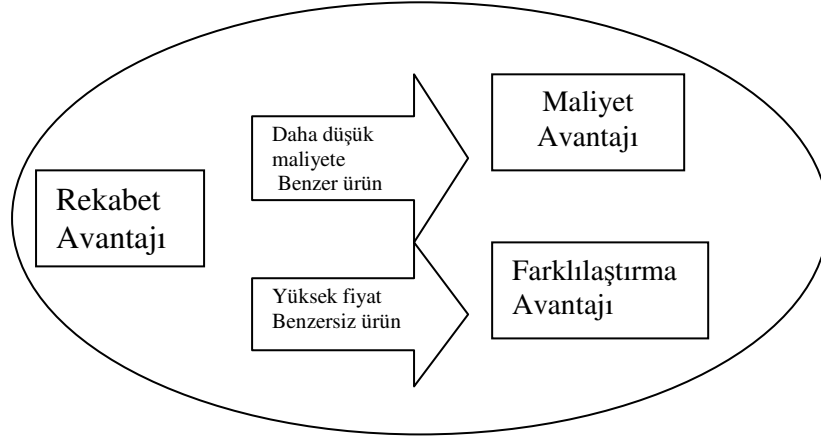 Rekabet
Avantajı
Daha düşük
maliyete
Benzer ürün
Maliyet
Avantajı
Yüksek fiyat
Benzersiz ürün
Farklılaştırma
Avantajı